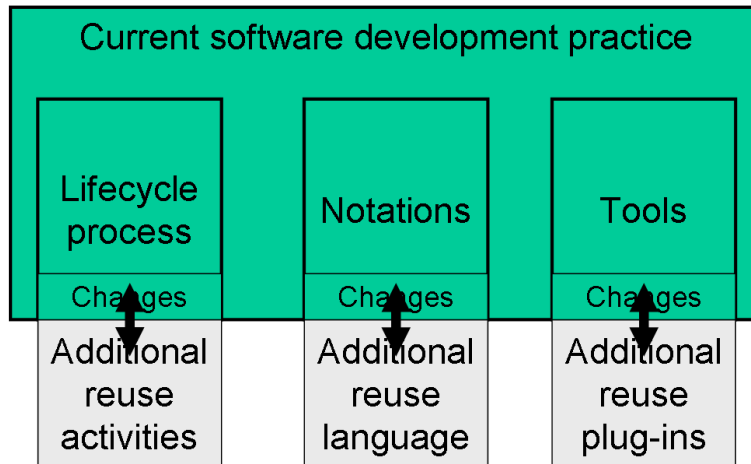 Current software development practice
Lifecycle
process
Changes
Additional
reuse
activities
Notations
Changes
Additional
reuse
language
Tools
Changes
Additional
reuse
plug-ins